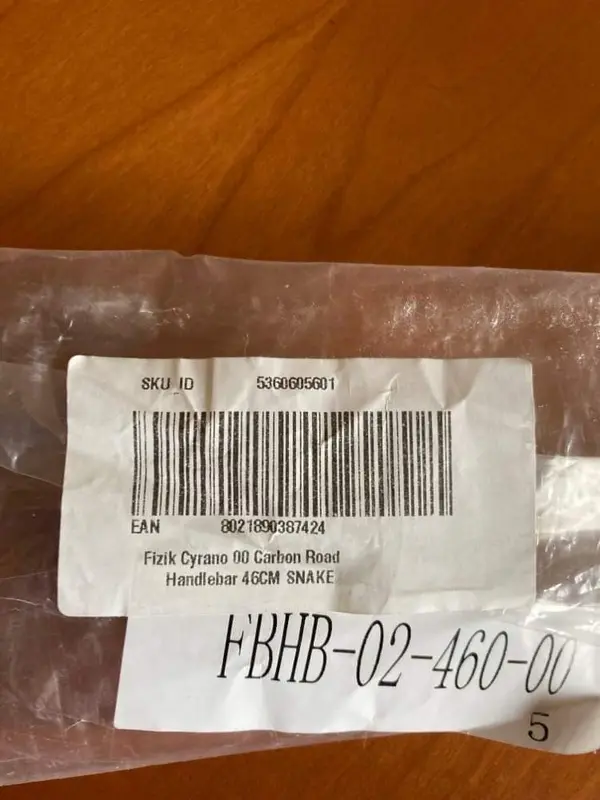 SKU_ID 5360605601
EAN 8021890387424
Fizik Cyrano 00 Carbon Road
Handlebar 46CM SNAKE
FBHB-02-460-00
5